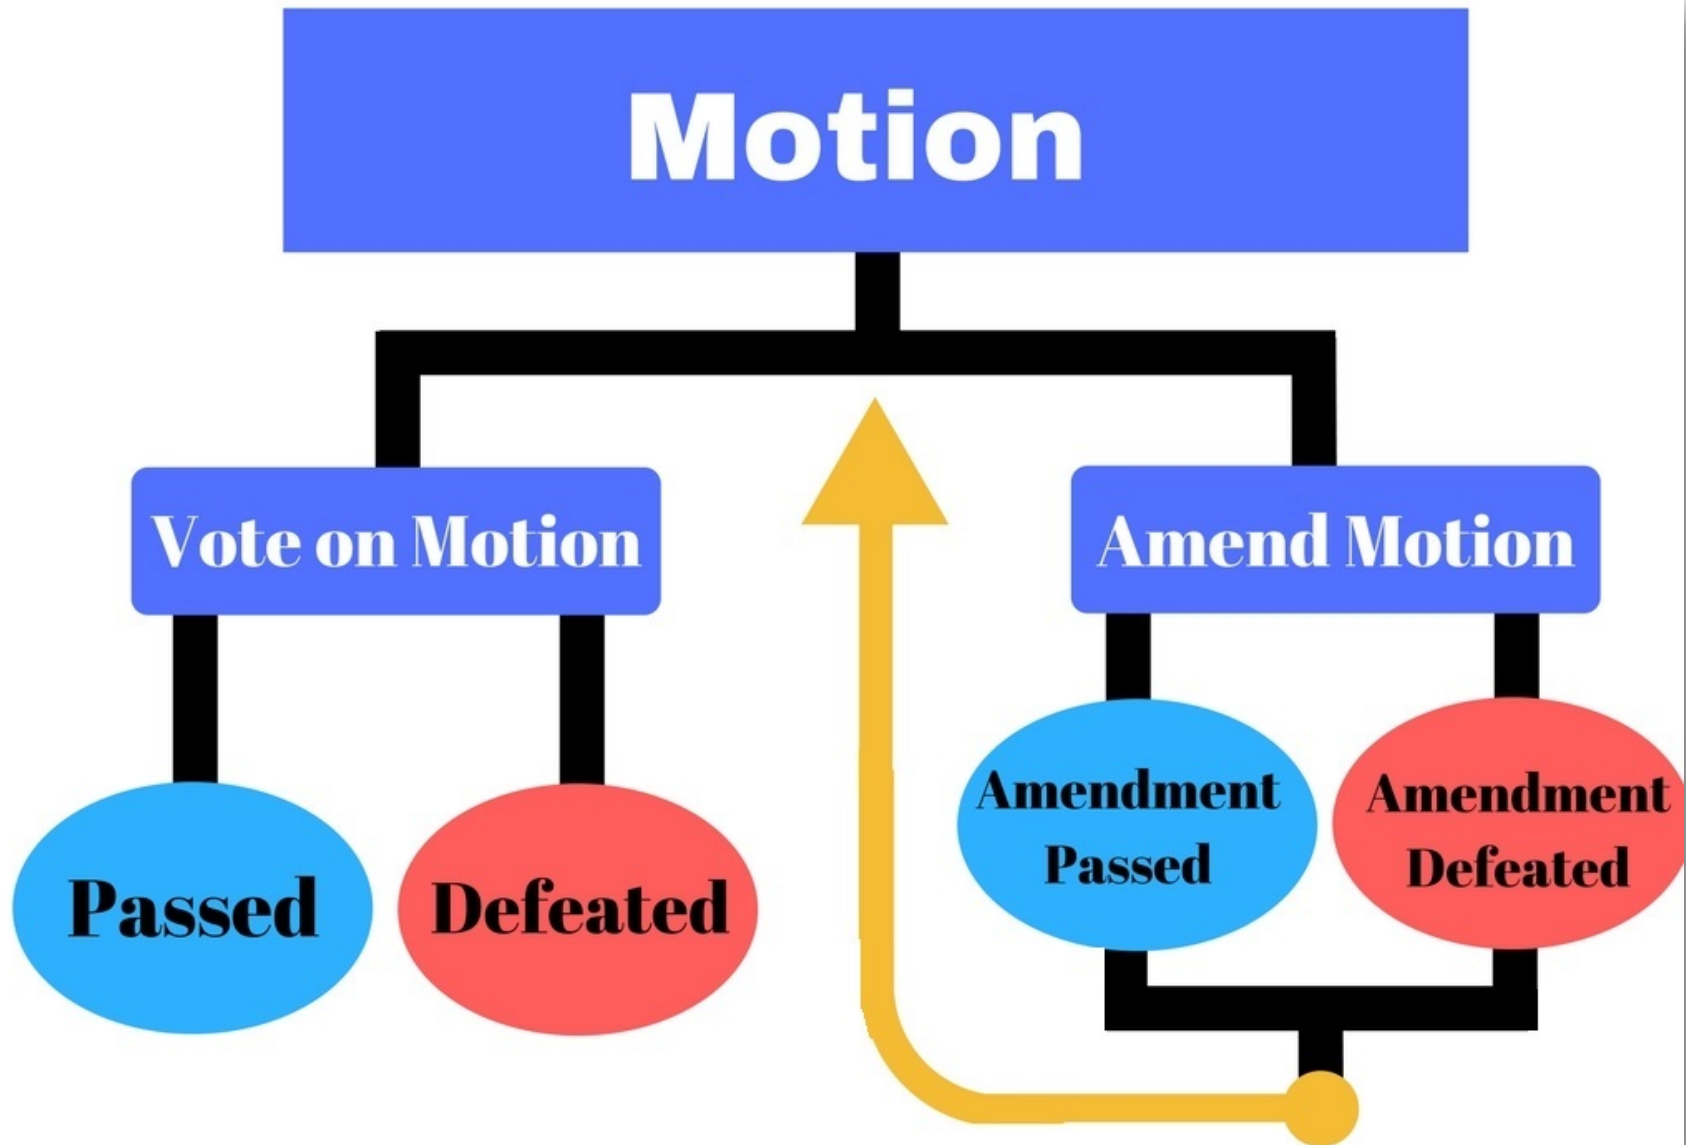 Motion
Vote on Motion
Amend Motion
Passed
Defeated
Amendment
Passed
Amendment
Defeated